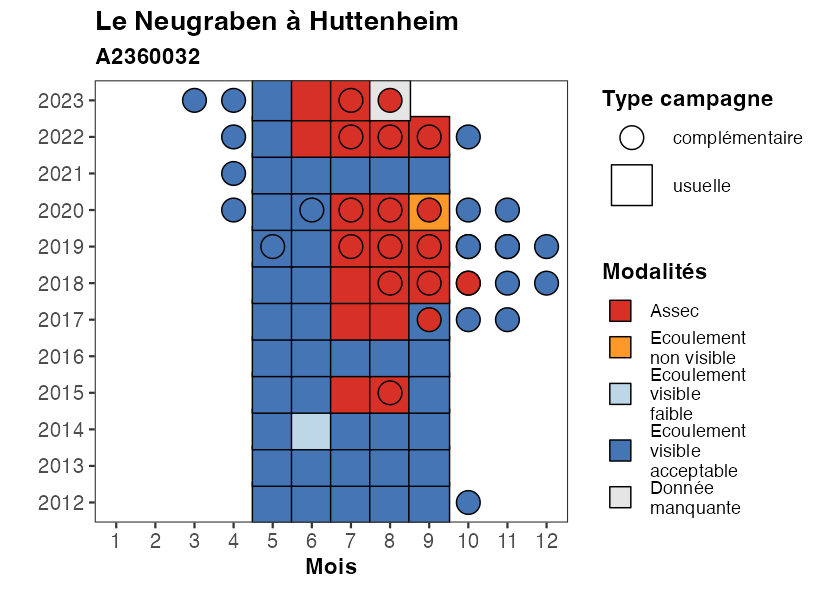 Le Neugraben à Huttenheim
A2360032
2023
2022
2021
2020
2019
2018
2017
2016
2015
2014
2013
2012
1 2 3 4 5 6 7 8 9 10 11 12
Mois
Type campagne
complémentaire
usuelle
Modalités
Assec
Ecoulement
non visible
Ecoulement
visible
faible
Ecoulement
visible
acceptable
Donnée
manquante